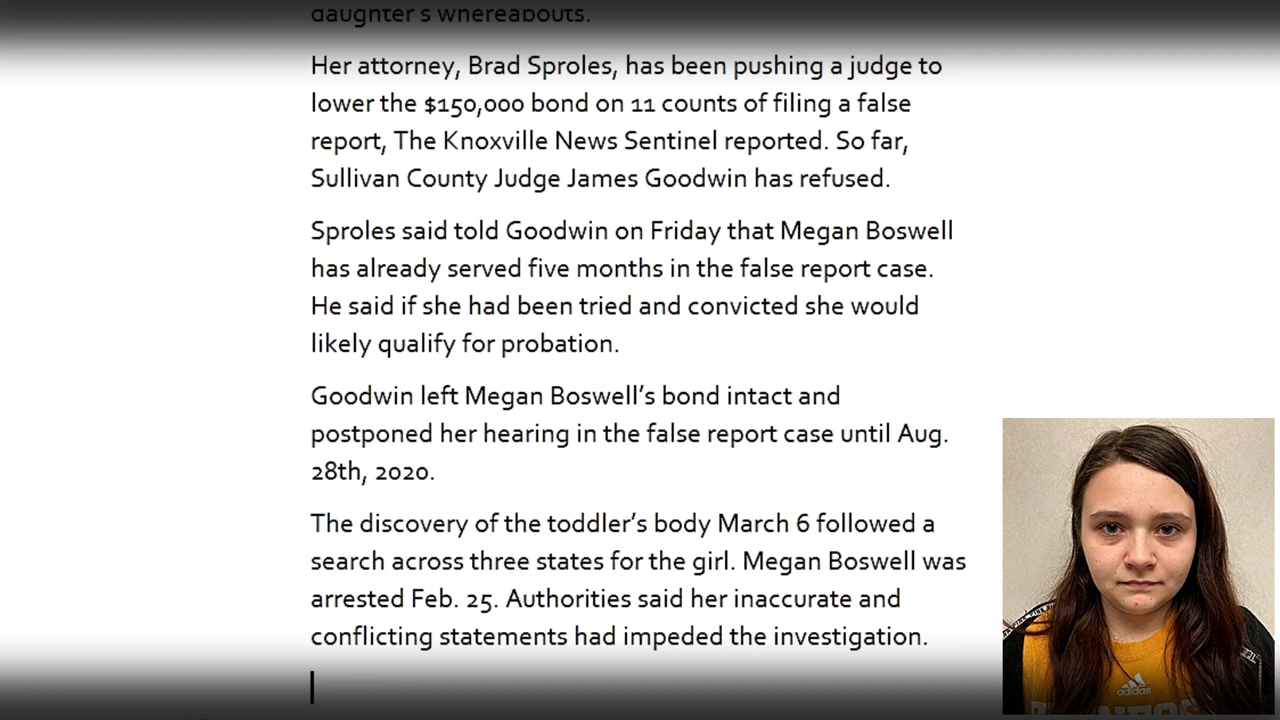 daughter's whereabouts.
Her attorney, Brad Sproles, has been pushing a judge to
lower the $150,000 bond on 11 counts of filing a false
report, The Knoxville News Sentinel reported. So far,
Sullivan County Judge James Goodwin has refused.
Sproles said told Goodwin on Friday that Megan Boswell
has already served five months in the false report case.
He said if she had been tried and convicted she would
likely qualify for probation.
Goodwin left Megan Boswell’s bond intact and
postponed her hearing in the false report case until Aug.
28th, 2020.
The discovery of the toddler’s body March 6 followed a
search across three states for the girl. Megan Boswell was
arrested Feb. 25. Authorities said her inaccurate and
conflicting statements had impeded the investigation.
adidas